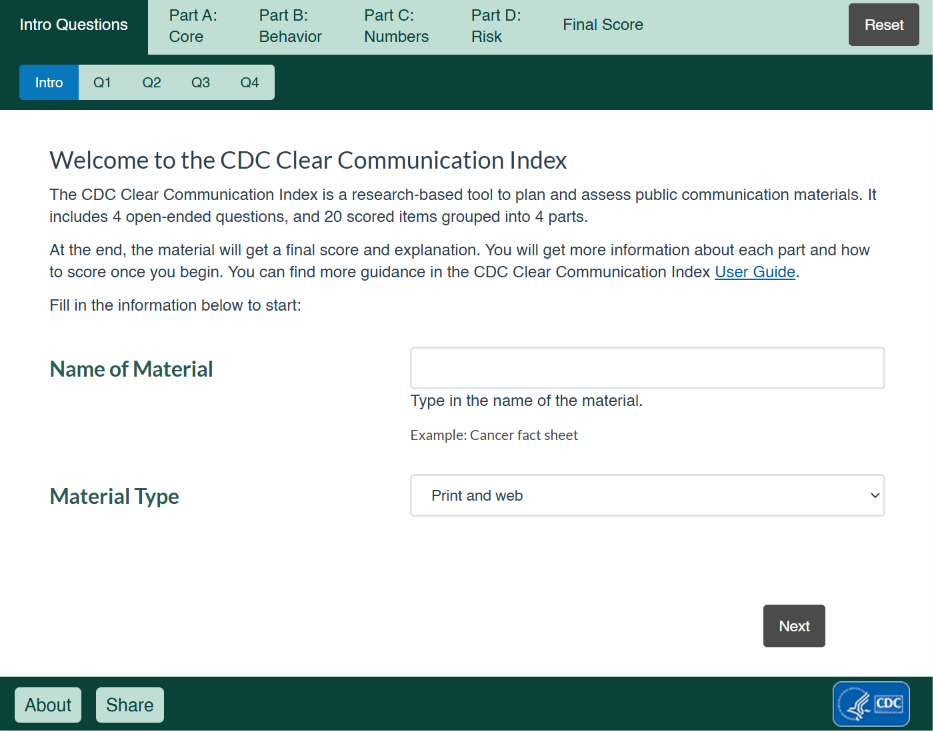 Intro Questions
Part A:
Core
Part B:
Behavior
Part C:
Numbers
Part D:
Risk
Final Score
Reset
Intro
Q1
Q2
Q3
Q4
Welcome to the CDC Clear Communication Index
The CDC Clear Communication Index is a research-based tool to plan and assess public communication materials. It
includes 4 open-ended questions, and 20 scored items grouped into 4 parts.
At the end, the material will get a final score and explanation. You will get more information about each part and how
to score once you begin. You can find more guidance in the CDC Clear Communication Index User Guide.
Fill in the information below to start:
Name of Material
Type in the name of the material.
Example: Cancer fact sheet
Material Type
Print and web
Next
About
Share
CDC